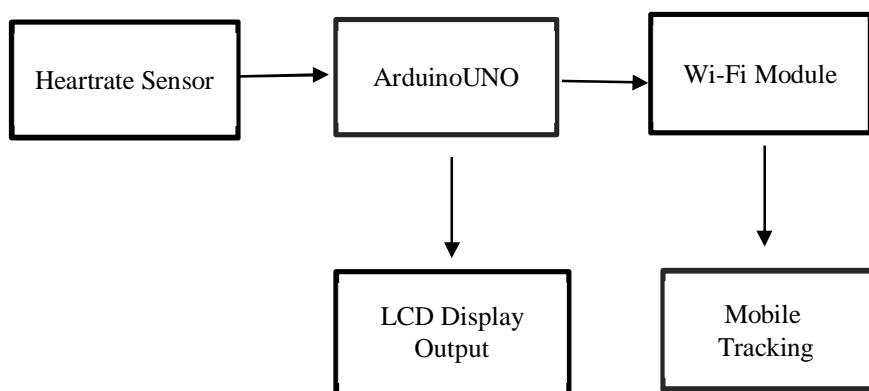 Heartrate Sensor
ArduinoUNO
Wi-Fi Module
LCD Display
Output
Mobile
Tracking